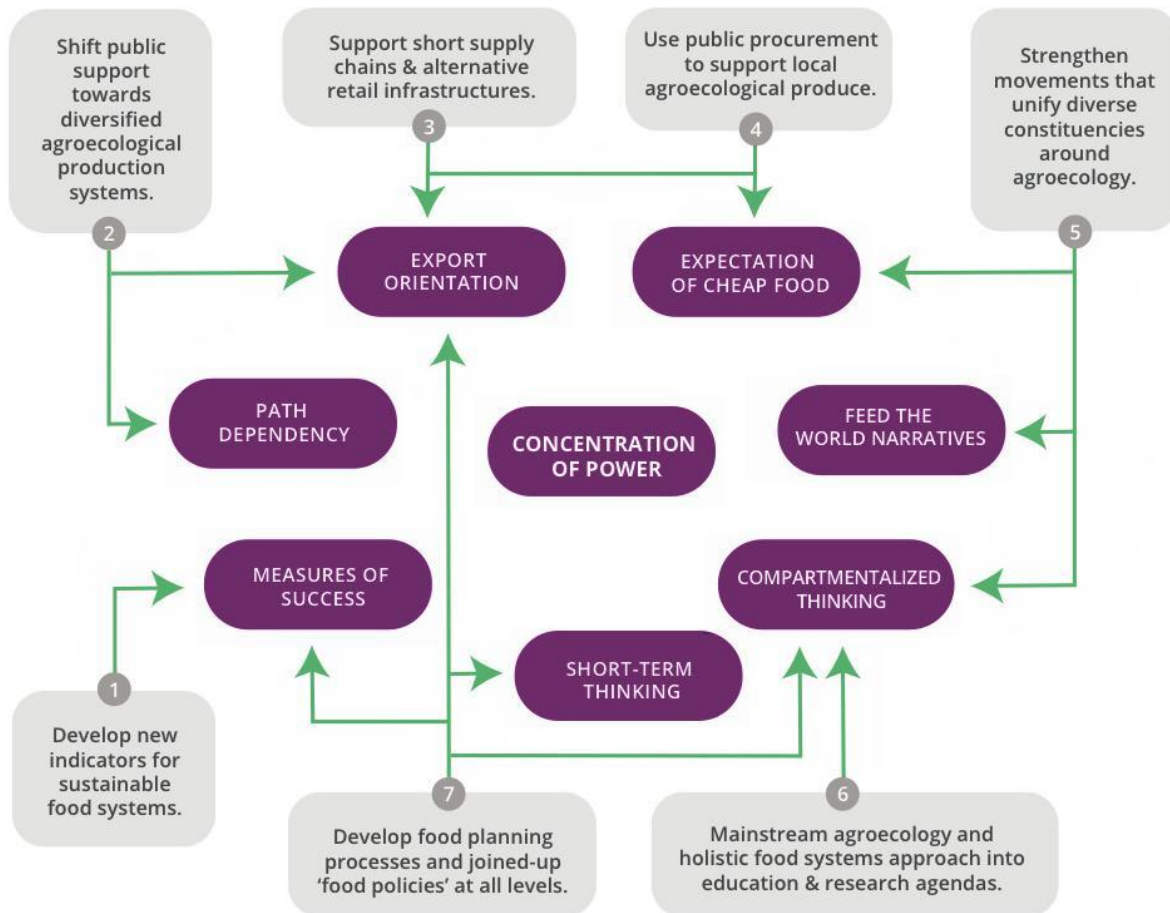 Shift public
support
towards
diversified
agroecological
production
systems.
2
Support short supply
chains & alternative
retail infrastructures.
3
Use public procurement
to support local
agroecological produce.
4
Strengthen
movements that
unify diverse
constituencies
around
agroecology.
5
EXPORT
ORIENTATION
EXPECTATION
OF CHEAP FOOD
PATH
DEPENDENCY
CONCENTRATION
OF POWER
FEED THE
WORLD NARRATIVES
MEASURES OF
SUCCESS
COMPARTMENTALIZED
THINKING
SHORT-TERM
THINKING
1
Develop new
indicators for
sustainable
food systems.
7
Develop food planning
processes and joined-up
‘food policies’ at all levels.
6
Mainstream agroecology and
holistic food systems approach into
education & research agendas.